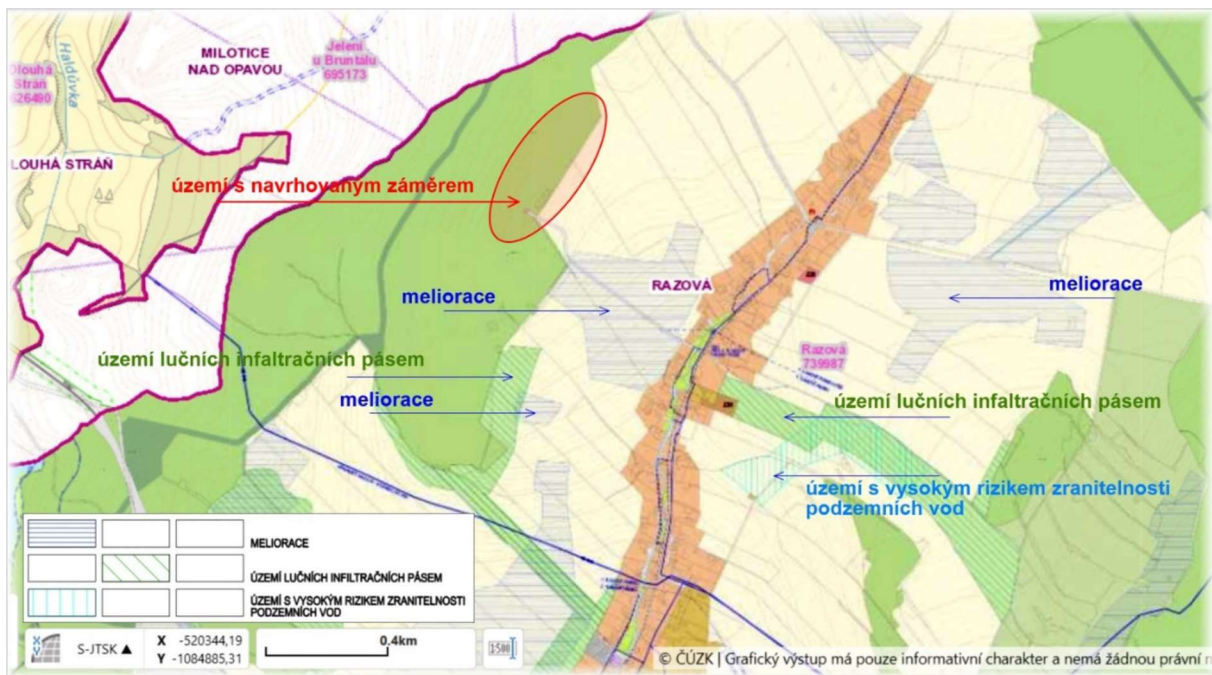 MILOTICE
NAD OPAVOU
Jelení
u Bruntálu
695173
Haldůvka
Dlouhá
Stráň
626490
DLOUHÁ STRÁŇ
území s navrhovaným záměrem
RAZOVÁ
meliorace
meliorace
území lučních infaltračních pásem
meliorace
Razová
739987
území lučních infaltračních pásem
území s vysokým rizikem zranitelnosti
podzemních vod
MELIORACE
ÚZEMÍ LUČNÍCH INFILTRAČNÍCH PÁSEM
ÚZEMÍ S VYSOKÝM RIZIKEM ZRANITELNOSTI
PODZEMNÍCH VOD
S-JTSK ▲
X -520344,19
Y -1084885,31
0.4km
1:500
© ČÚZK | Grafický výstup má pouze informativní charakter a nemá žádnou právní